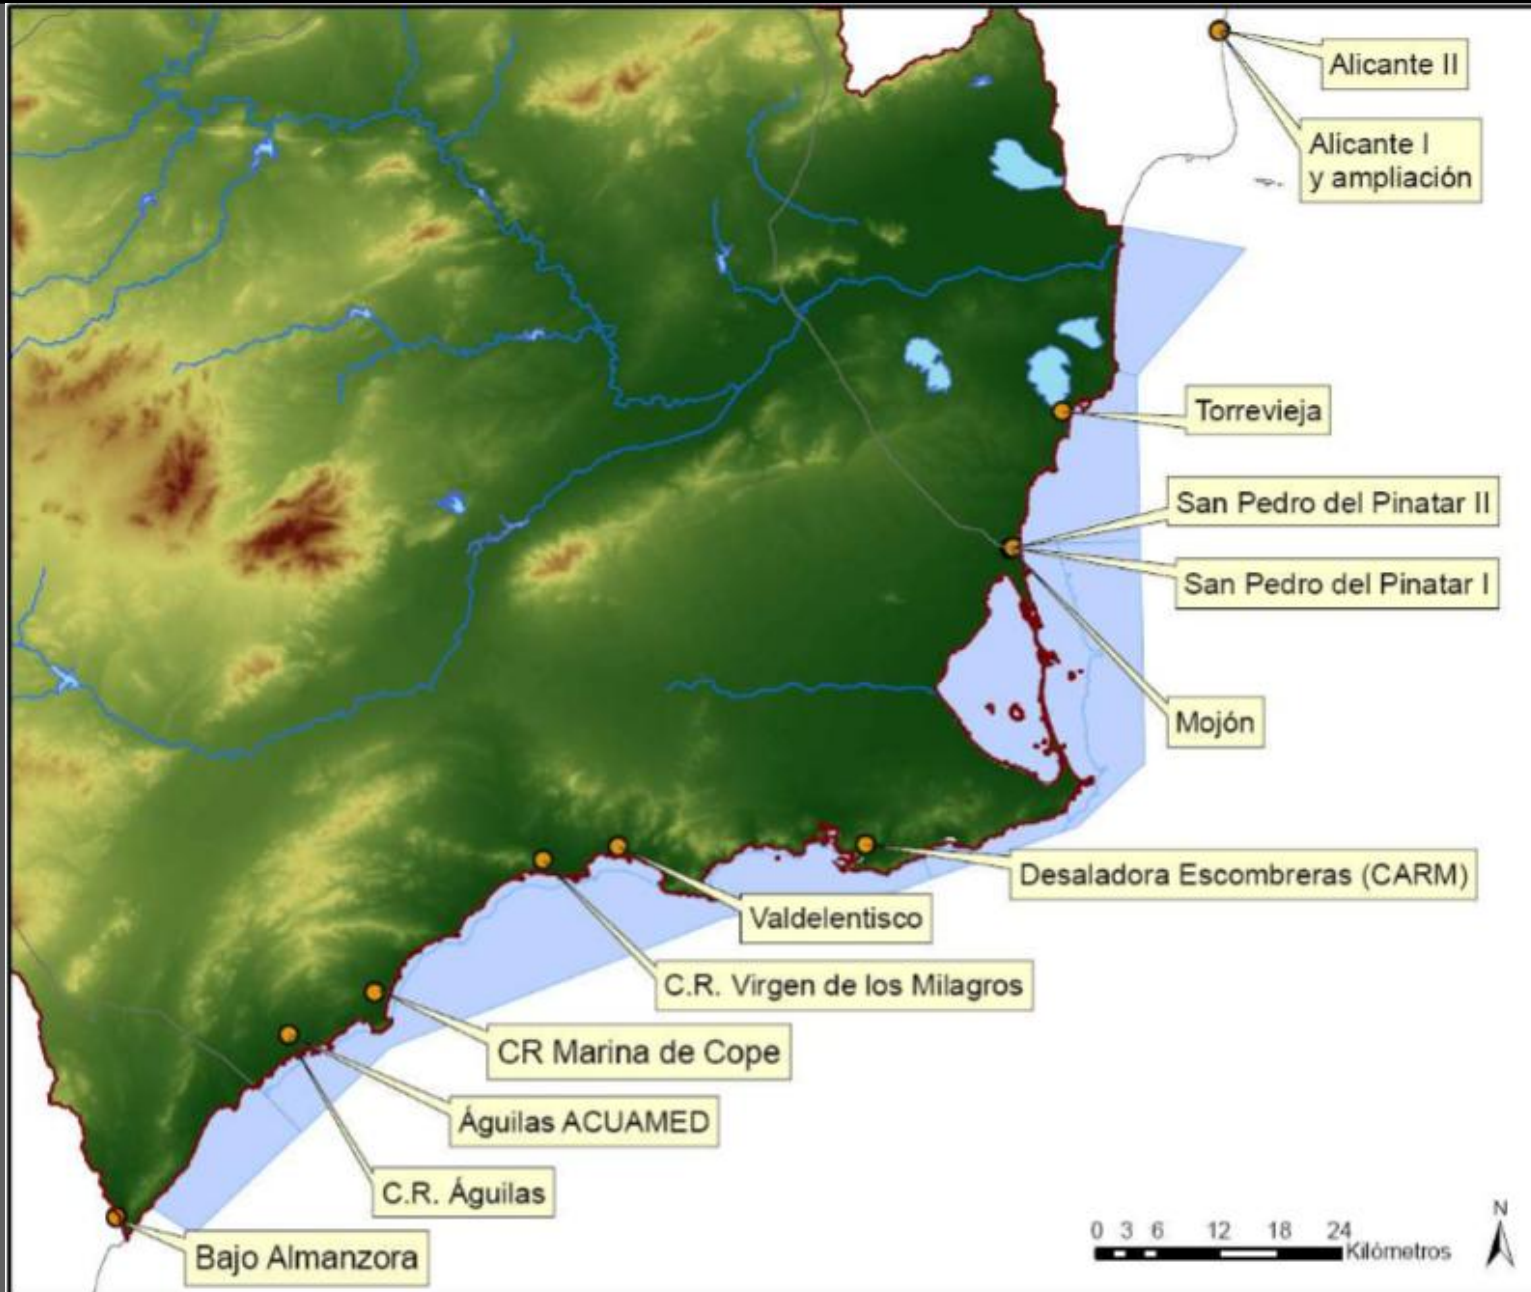 Alicante II
Alicante I
y ampliación
Torrevieja
San Pedro del Pinatar II
San Pedro del Pinatar I
Mojón
Desaladora Escombreras (CARM)
Valdelentisco
C.R. Virgen de los Milagros
CR Marina de Cope
Águilas ACUAMED
C.R. Águilas
Bajo Almanzora
N
0 3 6 12 18 24
Kilómetros